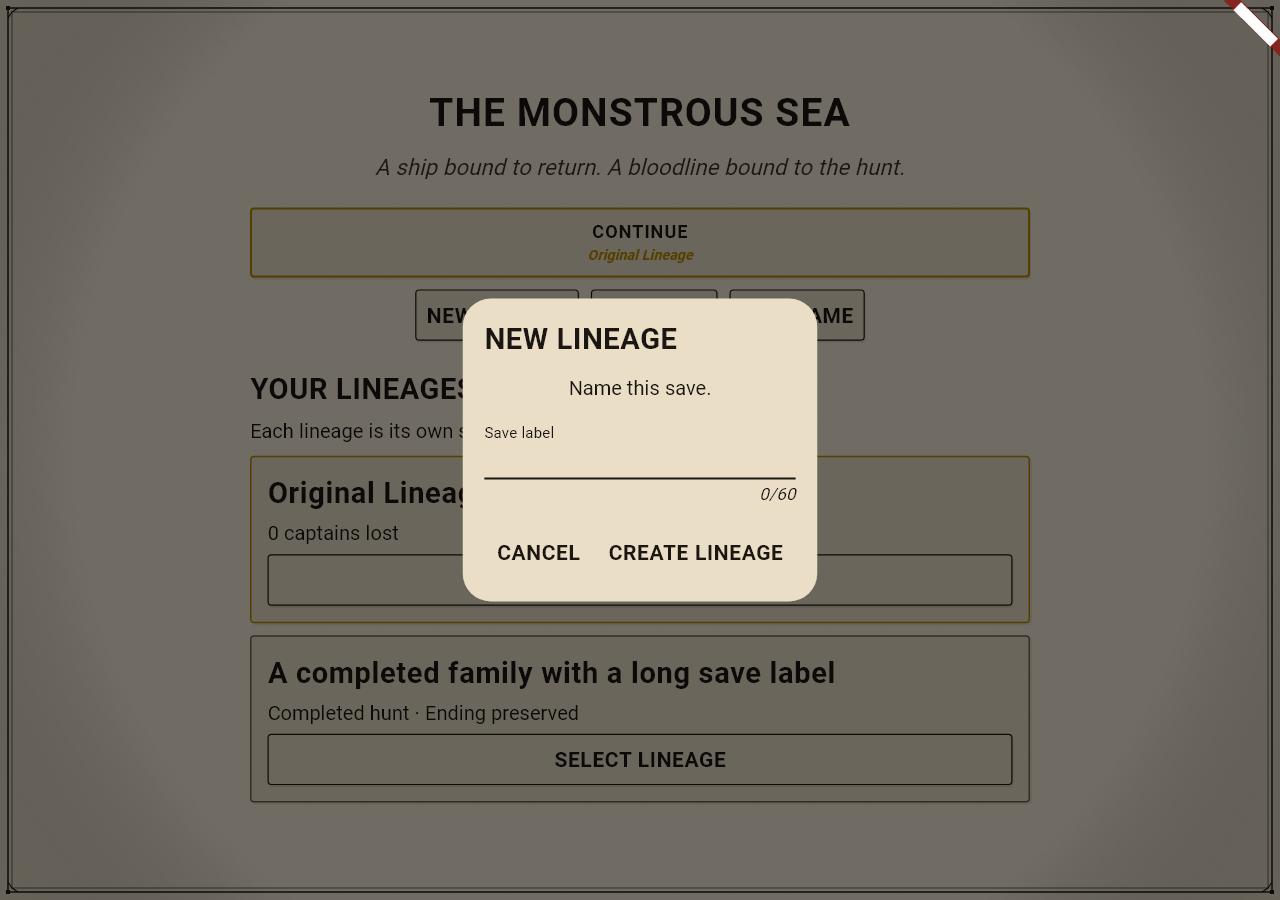 THE MONSTROUS SEA
A ship bound to return. A bloodline bound to the hunt.
CONTINUE
Original Lineage
NEW LINEAGE
Name this save.
Save label
0/60
CANCEL CREATE LINEAGE
YOUR LINEAGES
Each lineage is its own
Original
0 captains lost
A completed family with a long save label
Completed hunt · Ending preserved
SELECT LINEAGE